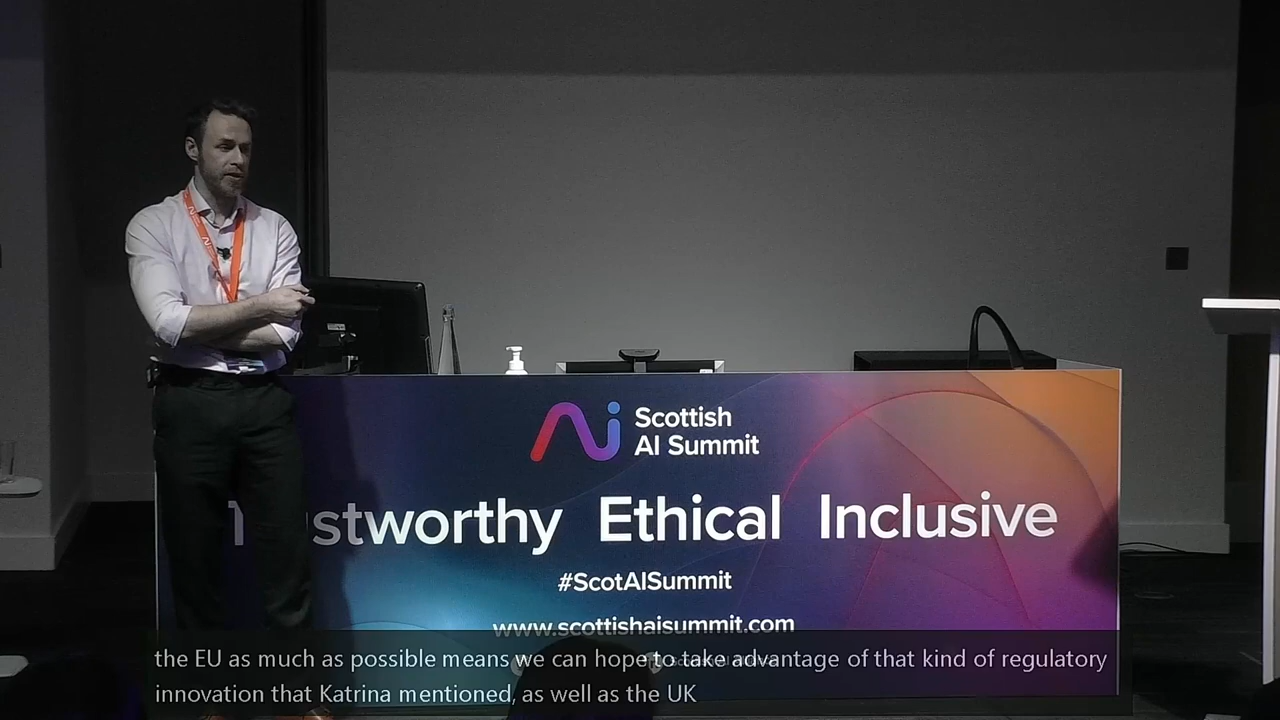 Scottish
AI Summit
stworthy Ethical Inclusive
#ScotAISummit
www.scottishaisummit.com
the EU as much as possible means we can hope to take advantage of that kind of regulatory
innovation that Katrina mentioned, as well as the UK